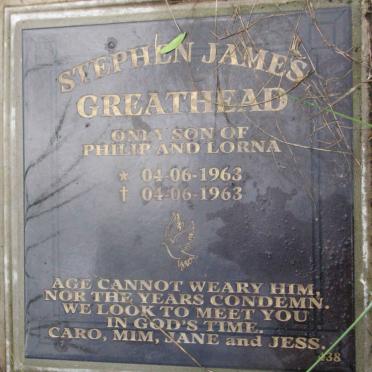 STEPHEN JAMES
GREATHEAD
ONLY SON OF
PHILIP AND LORNA
* 04-06-1963
† 04-06-1963
AGE CANNOT WEARY HIM,
NOR THE YEARS CONDEMN.
WE LOOK TO MEET YOU
IN GOD'S TIME.
CARO, MIM, JANE and JESS.
438